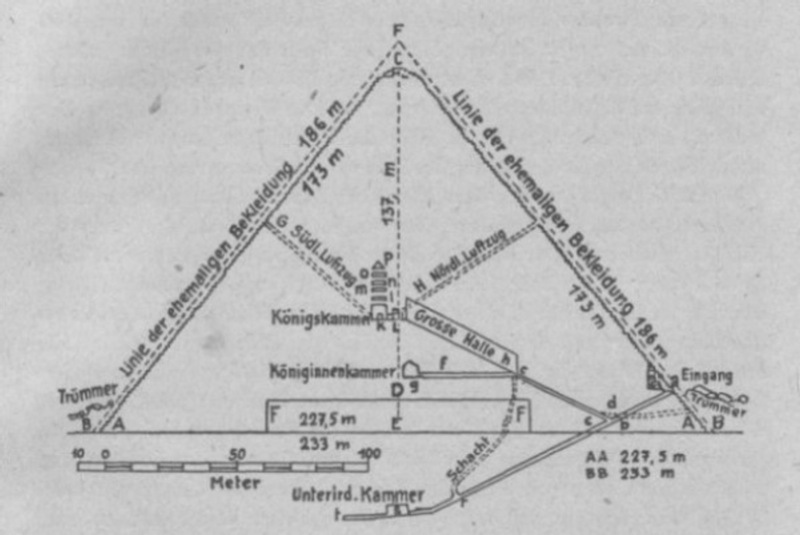 F
C
Linie der ehemaligen Bekleidung 186 m
173 m
137, m
Linie der ehemaligen Bekleidung 186 m
173 m
G Südl. Luftzug
H Nördl. Luftzug
P
o
n
m
Königskammer
K L
Grosse Halle h
Königinnenkammer
f
c
g
D
Trümmer
Eingang
a
Trümmer
B A
F
227,5 m
F
E
d
c
b
A B
233 m
10 0 50 100
Meter
Schacht
AA 227,5 m
BB 233 m
Unterird. Kammer